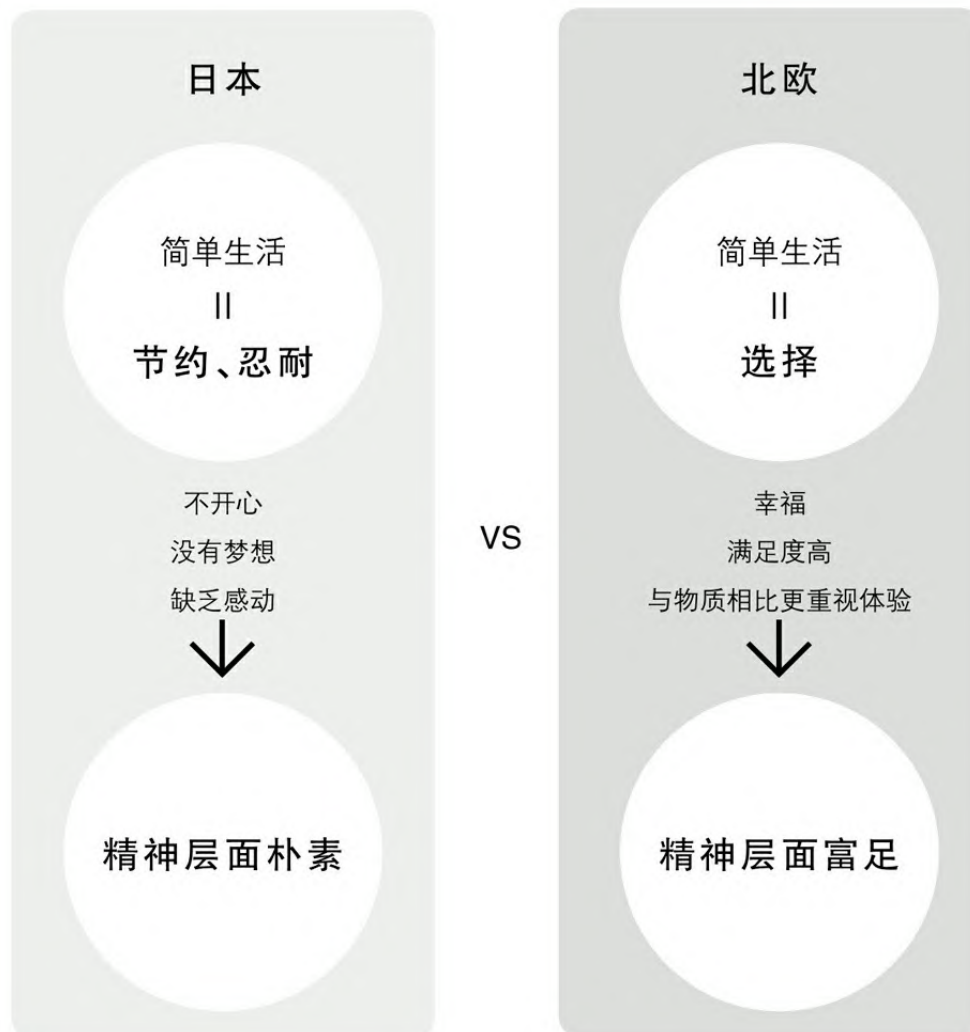 日本
简单生活
=
节约、忍耐
不开心
没有梦想
缺乏感动
精神层面朴素
VS
北欧
简单生活
=
选择
幸福
满足度高
与物质相比更重视体验
精神层面富足